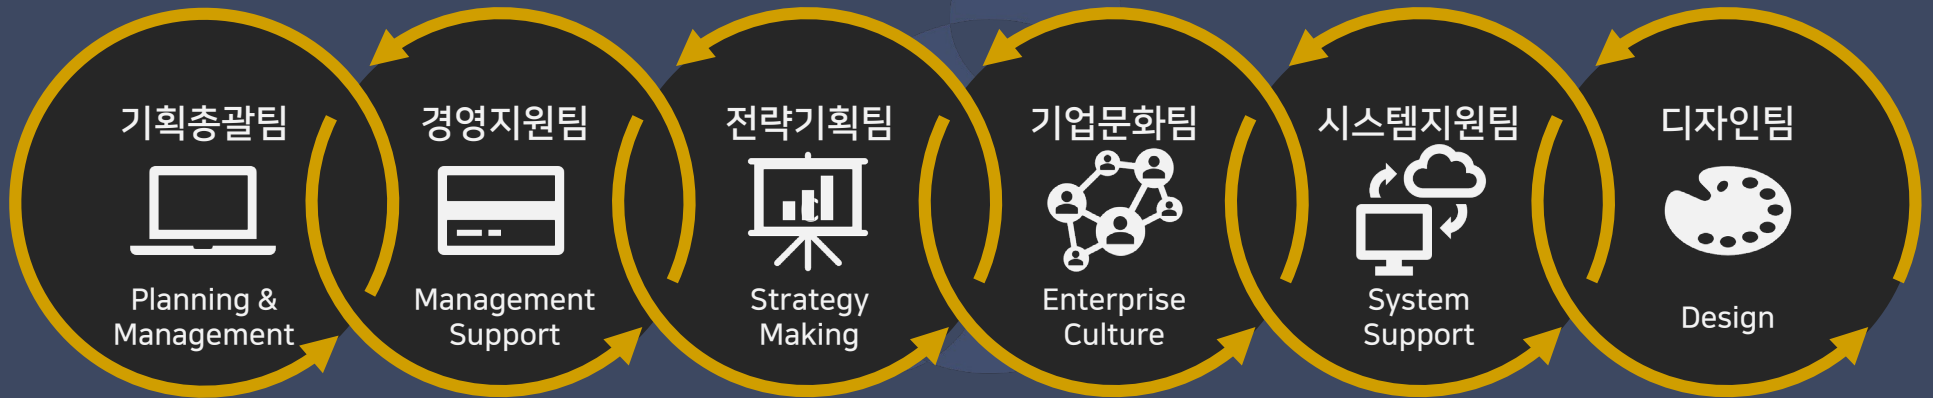 기획총괄팀
Planning &
Management
경영지원팀
Management
Support
전략기획팀
Strategy
Making
기업문화팀
Enterprise
Culture
시스템지원팀
System
Support
디자인팀
Design